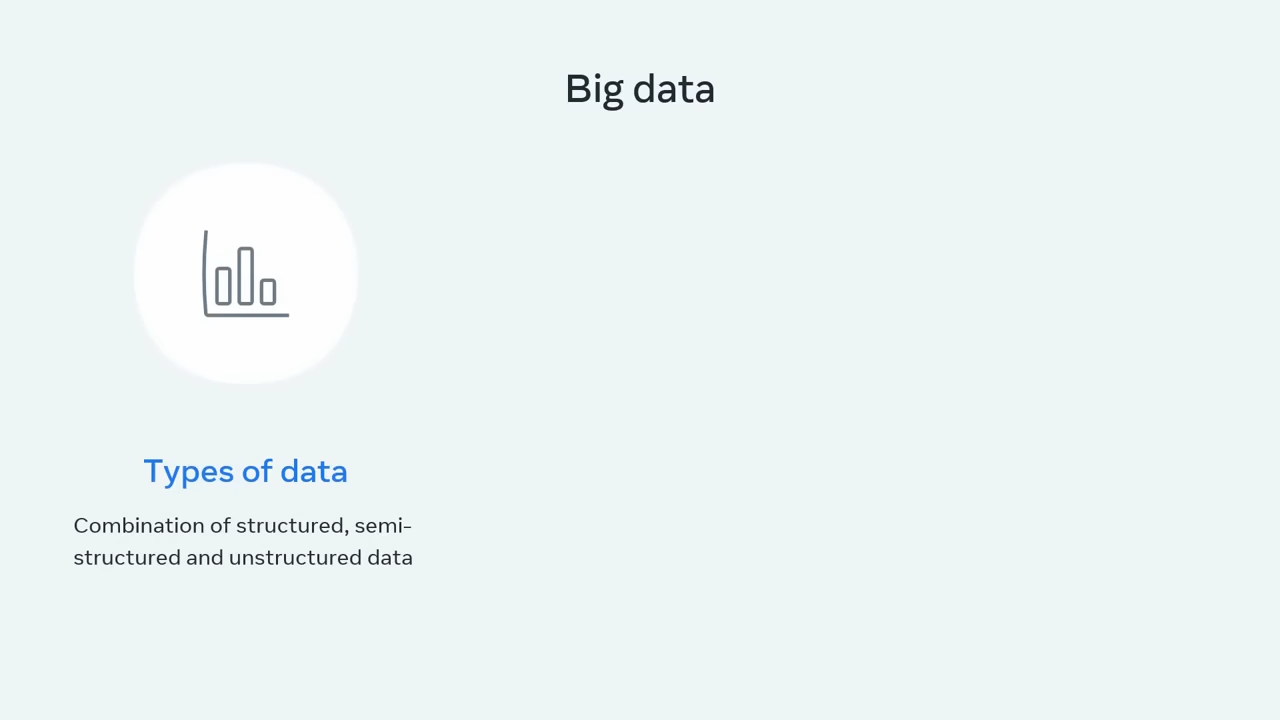 Big data
Types of data
Combination of structured, semi-
structured and unstructured data